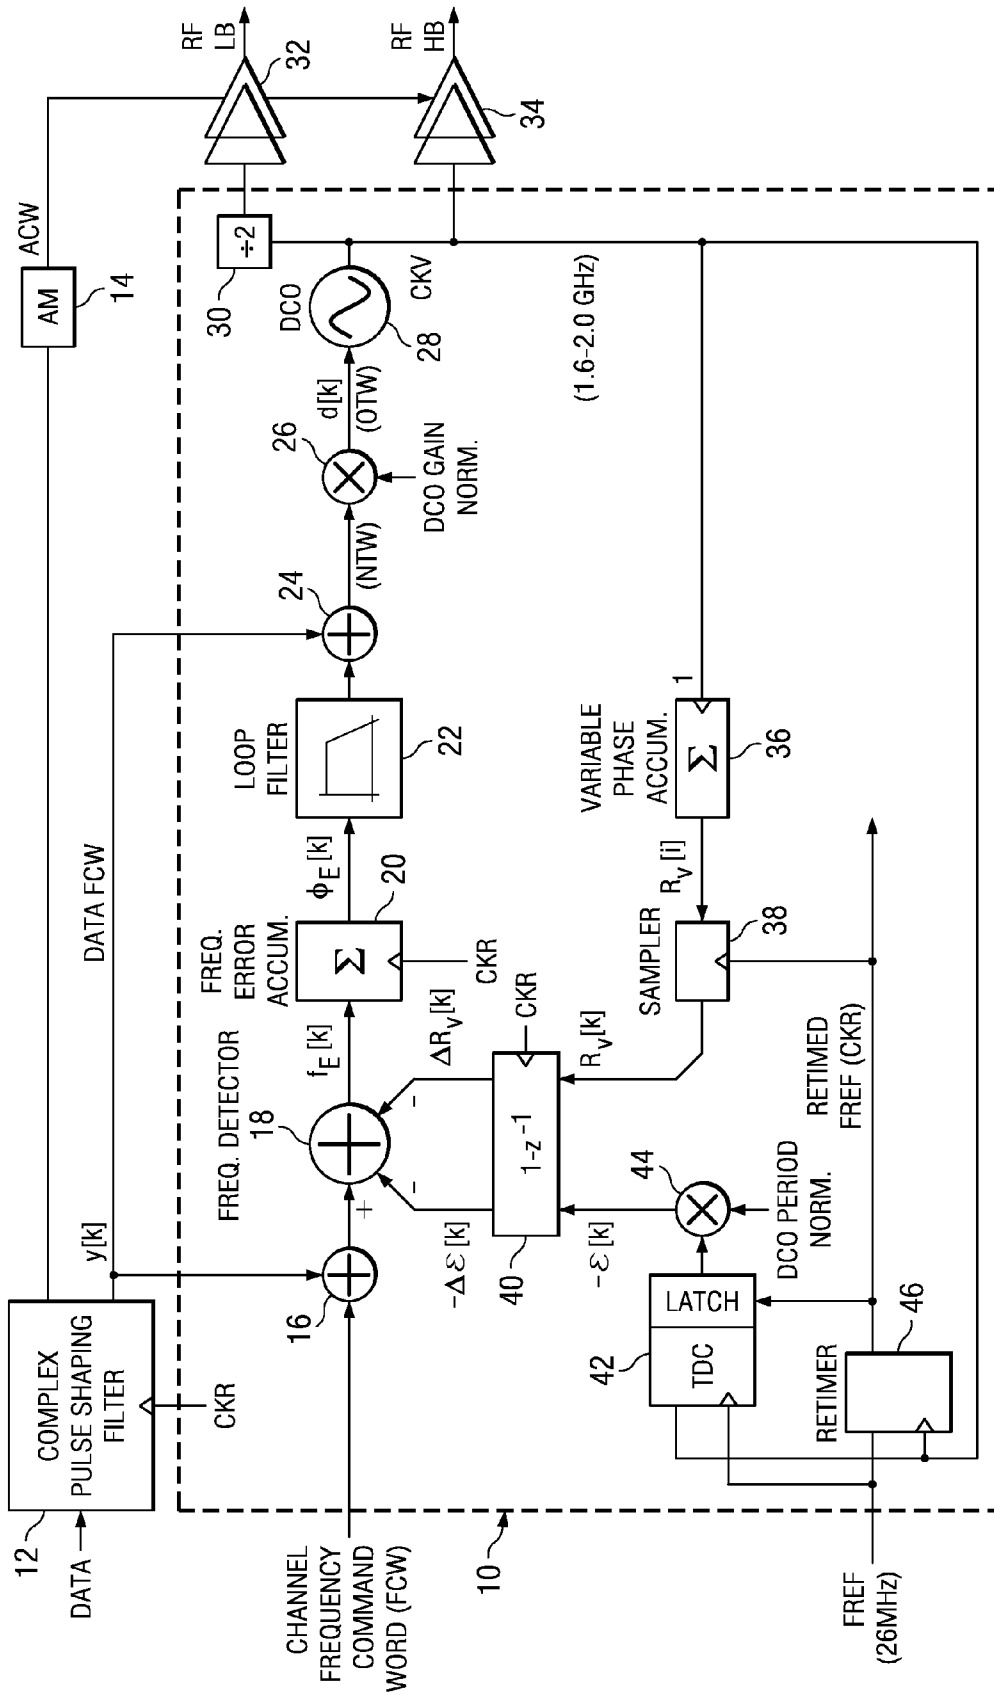 12
DATA
COMPLEX
PULSE SHAPING
FILTER
CKR
y[k]
DATA FCW
AM
14
ACW
RF
LB
32
RF
HB
34
CHANNEL
FREQUENCY
COMMAND
WORD (FCW)
10
16
+
FREQ. DETECTOR
18
-
-
fE[k]
FREQ.
ERROR
ACCUM.
Σ
20
CKR
ϕE[k]
LOOP
FILTER
22
24
(NTW)
26
DCO GAIN
NORM.
d[k]
(OTW)
DCO
28
CKV
30
÷2
(1.6-2.0 GHz)
-Δε[k]
ΔRV[k]
40
1-z-1
CKR
-ε[k]
RV[k]
SAMPLER
38
RV[i]
VARIABLE
PHASE
ACCUM.
Σ
1
36
42
TDC
LATCH
44
DCO PERIOD
NORM.
RETIMER
46
RETIMED
FREF (CKR)
FREF
(26MHz)